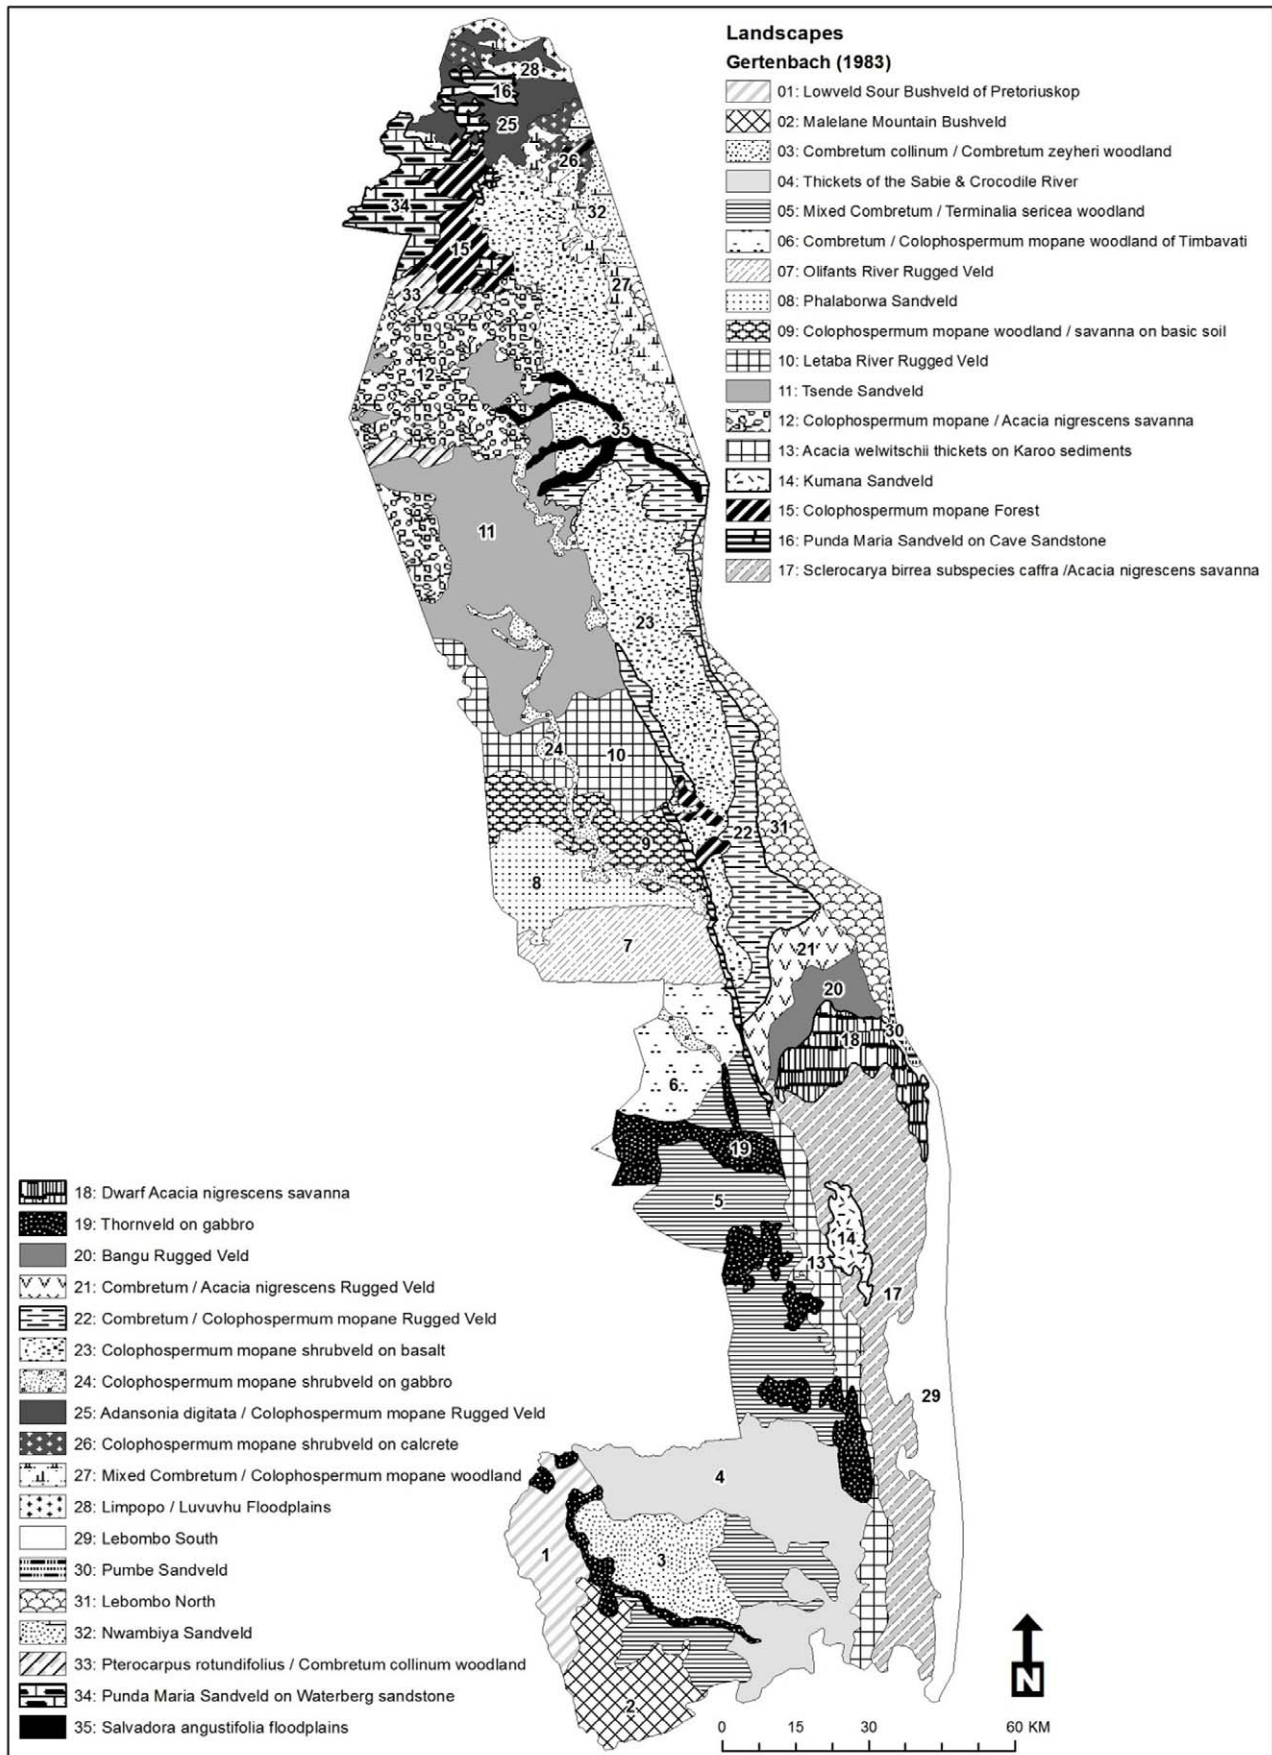 Landscapes
Gertenbach (1983)
01: Lowveld Sour Bushveld of Pretoriuskop
02: Malelane Mountain Bushveld
03: Combretum collinum / Combretum zeyheri woodland
04: Thickets of the Sabie & Crocodile River
05: Mixed Combretum / Terminalia sericea woodland
06: Combretum / Colophospermum mopane woodland of Timbavati
07: Olifants River Rugged Veld
08: Phalaborwa Sandveld
09: Colophospermum mopane woodland / savanna on basic soil
10: Letaba River Rugged Veld
11: Tsende Sandveld
12: Colophospermum mopane / Acacia nigrescens savanna
13: Acacia welwitschii thickets on Karoo sediments
14: Kumana Sandveld
15: Colophospermum mopane Forest
16: Punda Maria Sandveld on Cave Sandstone
17: Sclerocarya birrea subspecies caffra /Acacia nigrescens savanna
28
16
25
26
34
32
15
27
33
12
35
11
23
24
10
22
31
9
8
7
21
20
30
18
6
19
5
14
13
17
29
4
1
3
2
18: Dwarf Acacia nigrescens savanna
19: Thornveld on gabbro
20: Bangu Rugged Veld
21: Combretum / Acacia nigrescens Rugged Veld
22: Combretum / Colophospermum mopane Rugged Veld
23: Colophospermum mopane shrubveld on basalt
24: Colophospermum mopane shrubveld on gabbro
25: Adansonia digitata / Colophospermum mopane Rugged Veld
26: Colophospermum mopane shrubveld on calcrete
27: Mixed Combretum / Colophospermum mopane woodland
28: Limpopo / Luvuvhu Floodplains
29: Lebombo South
30: Pumbe Sandveld
31: Lebombo North
32: Nwambiya Sandveld
33: Pterocarpus rotundifolius / Combretum collinum woodland
34: Punda Maria Sandveld on Waterberg sandstone
35: Salvadora angustifolia floodplains
N
0 15 30 60 KM